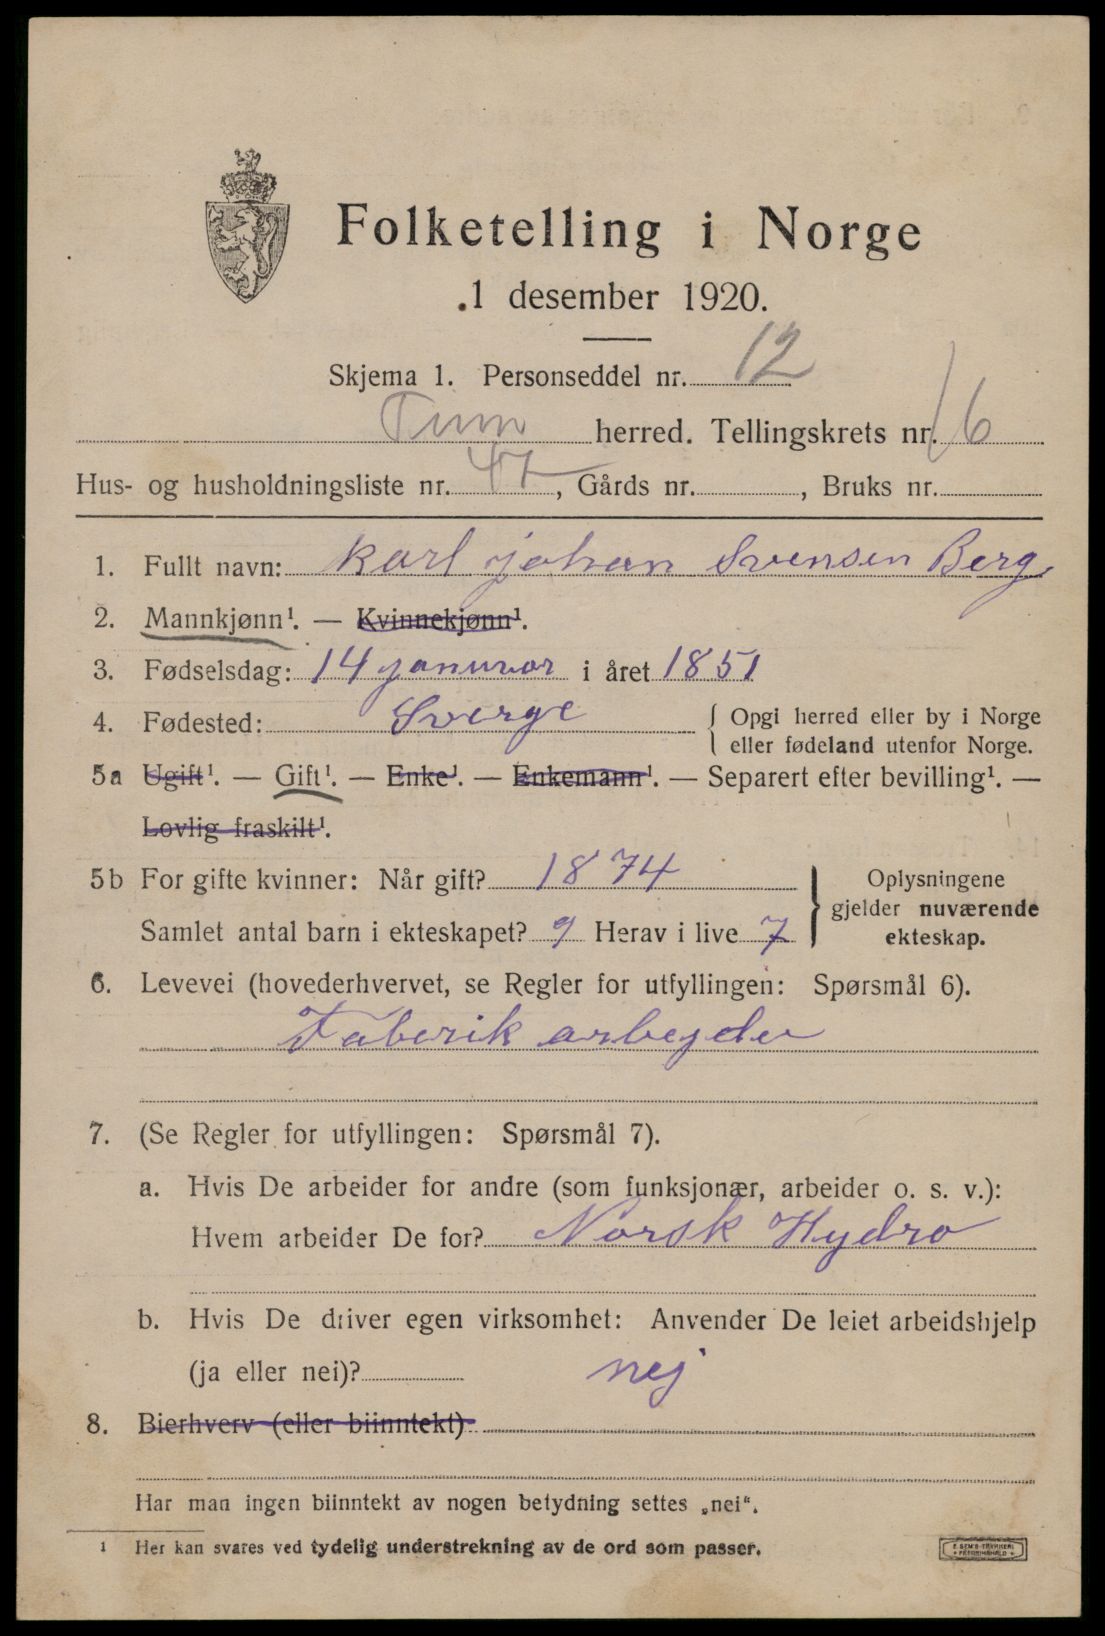 Folketelling i Norge
1 desember 1920.
Skjema 1. Personseddel nr. 12
Tinn herred. Tellingskrets nr. 16
Hus- og husholdningsliste nr. 47, Gårds nr. , Bruks nr.
1. Fullt navn: Karl johan Svensen Berg
2. Mannkjønn¹. — Kvinnekjønn¹.
3. Fødselsdag: 14 januvar i året 1851
4. Fødested: Sverge { Opgi herred eller by i Norge
eller fødeland utenfor Norge.
5a Ugift¹. — Gift¹. — Enke¹. — Enkemann¹. — Separert efter bevilling¹. —
Lovlig fraskilt¹.
5b For gifte kvinner: Når gift? 1874 } Oplysningene
gjelder nuværende
Samlet antal barn i ekteskapet? 9 Herav i live 7 ekteskap.
6. Levevei (hovederhvervet, se Regler for utfyllingen: Spørsmål 6).
Faberik arbeyder
7. (Se Regler for utfyllingen: Spørsmål 7).
a. Hvis De arbeider for andre (som funksjonær, arbeider o. s. v.):
Hvem arbeider De for? Norsk Hydro
b. Hvis De driver egen virksomhet: Anvender De leiet arbeidshjelp
(ja eller nei)? nej
8. Bierhverv (eller biinntekt)
Har man ingen biinntekt av nogen betydning settes „nei“.
¹ Her kan svares ved tydelig understrekning av de ord som passer.